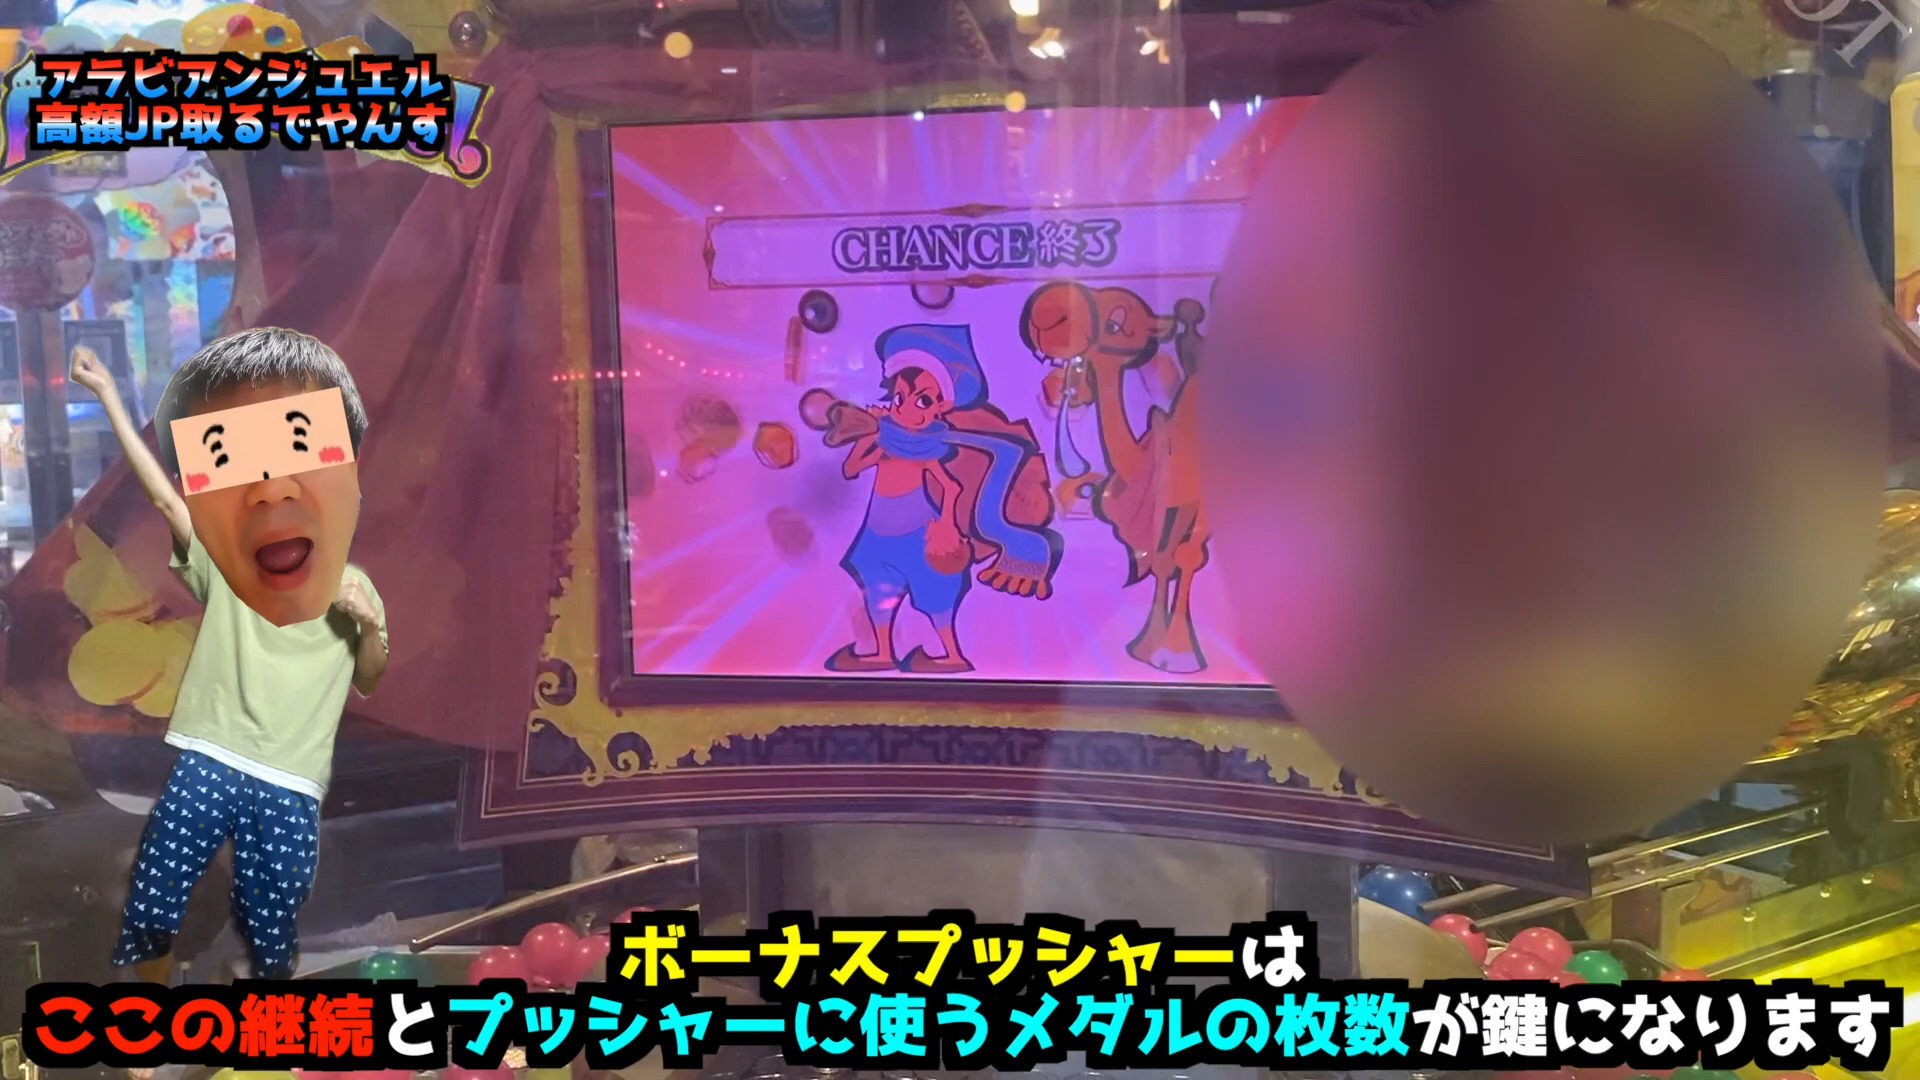 アラビアンジュエル
高額JP取るでやんす
CHANCE終了
ボーナスプッシャーは
ここの継続とプッシャーに使うメダルの枚数が鍵になります